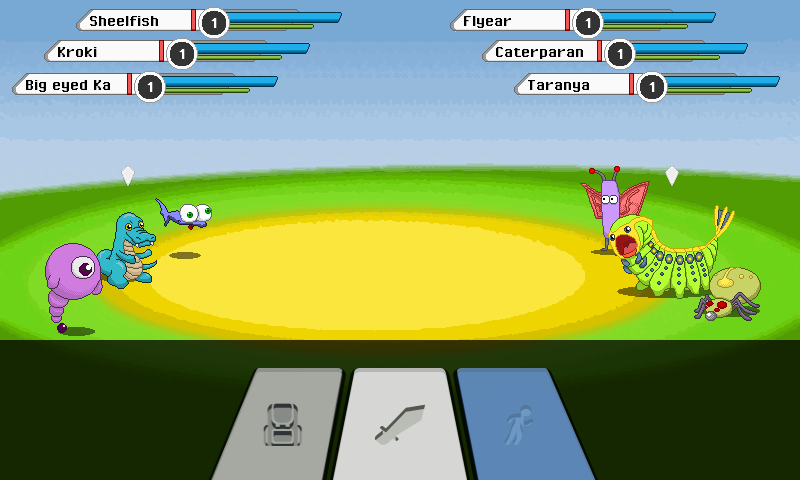 Sheelfish 1
Kroki 1
Big eyed Ka 1
Flyear 1
Caterparan 1
Taranya 1